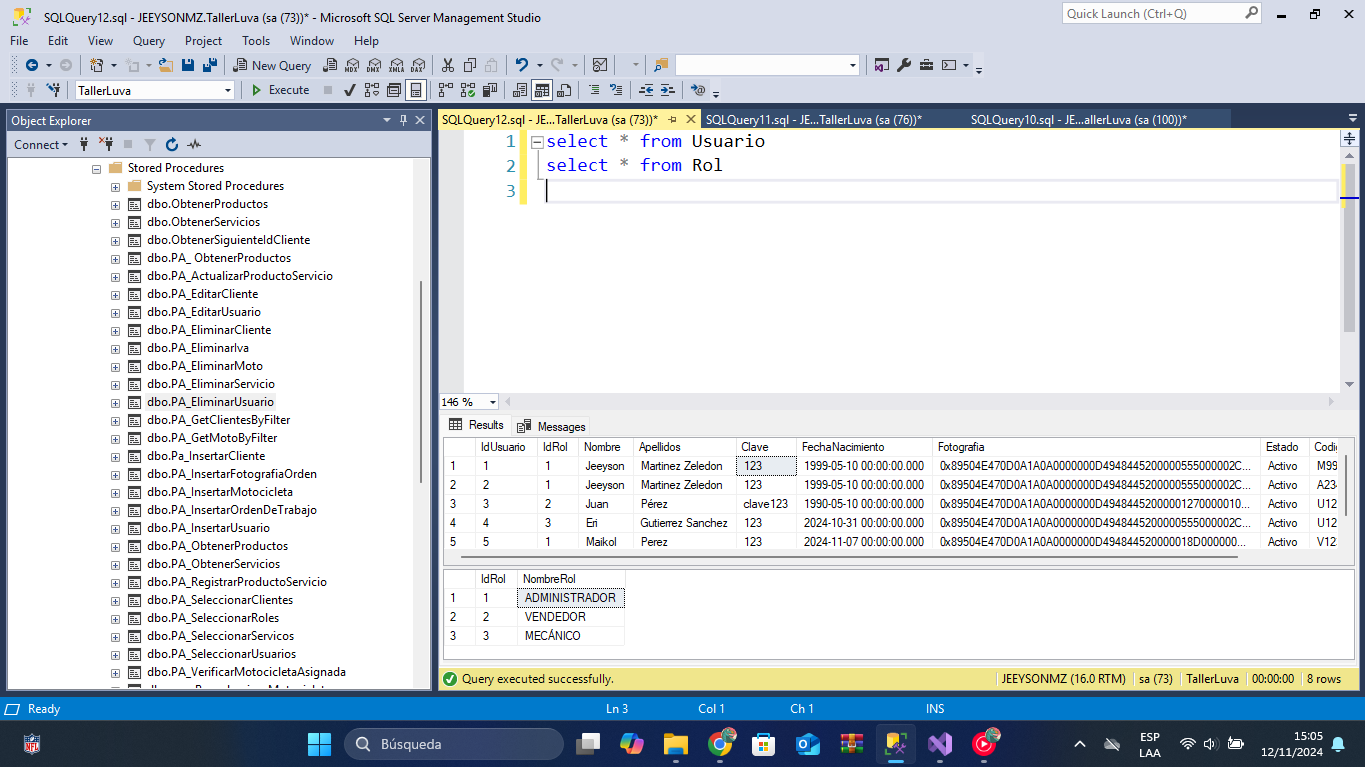 SQLQuery12.sql - JEEYSONMZ.TallerLuva (sa (73))* - Microsoft SQL Server Management Studio
Quick Launch (Ctrl+Q)
File Edit View Query Project Tools Window Help
New Query
MDX DMX XMLA DAX
TallerLuva
Execute
Object Explorer
Connect
Stored Procedures
System Stored Procedures
dbo.ObtenerProductos
dbo.ObtenerServicios
dbo.ObtenerSiguienteIdCliente
dbo.PA_ ObtenerProductos
dbo.PA_ActualizarProductoServicio
dbo.PA_EditarCliente
dbo.PA_EditarUsuario
dbo.PA_EliminarCliente
dbo.PA_EliminarIva
dbo.PA_EliminarMoto
dbo.PA_EliminarServicio
dbo.PA_EliminarUsuario
dbo.PA_GetClientesByFilter
dbo.PA_GetMotoByFilter
dbo.Pa_InsertarCliente
dbo.PA_InsertarFotografiaOrden
dbo.PA_InsertarMotocicleta
dbo.PA_InsertarOrdenDeTrabajo
dbo.PA_InsertarUsuario
dbo.PA_ObtenerProductos
dbo.PA_ObtenerServicios
dbo.PA_RegistrarProductoServicio
dbo.PA_SeleccionarClientes
dbo.PA_SeleccionarRoles
dbo.PA_SeleccionarServicos
dbo.PA_SeleccionarUsuarios
dbo.PA_VerificarMotocicletaAsignada
SQLQuery12.sql - JE...TallerLuva (sa (73))* SQLQuery11.sql - JE...TallerLuva (sa (76))* SQLQuery10.sql - JE...allerLuva (sa (100))*
1 select * from Usuario
2 select * from Rol
3
146 %
Results Messages
IdUsuario IdRol Nombre Apellidos Clave FechaNacimiento Fotografia Estado Codig
1 1 1 Jeeyson Martinez Zeledon 123 1999-05-10 00:00:00.000 0x89504E470D0A1A0A0000000D4948445200000555000002C... Activo M99
2 2 1 Jeeyson Martinez Zeledon 123 1999-05-10 00:00:00.000 0x89504E470D0A1A0A0000000D4948445200000555000002C... Activo A234
3 3 2 Juan Pérez clave123 1990-05-10 00:00:00.000 0x89504E470D0A1A0A0000000D49484452000001270000010... Activo U12
4 4 3 Eri Gutierrez Sanchez 123 2024-10-31 00:00:00.000 0x89504E470D0A1A0A0000000D4948445200000555000002C... Activo U12
5 5 1 Maikol Perez 123 2024-11-07 00:00:00.000 0x89504E470D0A1A0A0000000D494844520000018D000000... Activo V123
IdRol NombreRol
1 1 ADMINISTRADOR
2 2 VENDEDOR
3 3 MECÁNICO
Query executed successfully. JEEYSONMZ (16.0 RTM) sa (73) TallerLuva 00:00:00 8 rows
Ready Ln 3 Col 1 Ch 1 INS
NFL
Búsqueda
ESP
LAA
15:05
12/11/2024